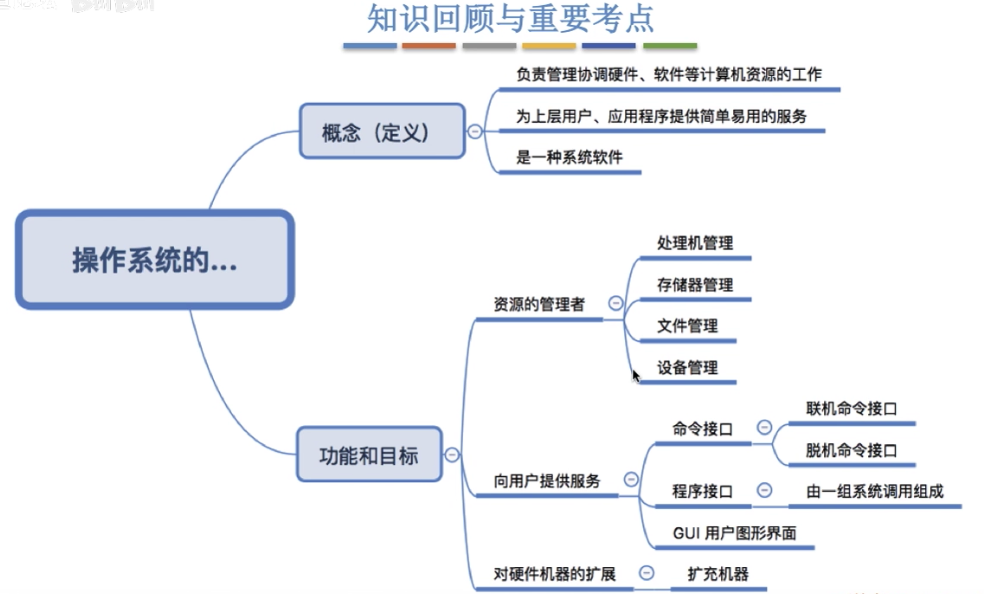 知识回顾与重要考点
负责管理协调硬件、软件等计算机资源的工作
概念（定义）
为上层用户、应用程序提供简单易用的服务
是一种系统软件
操作系统的...
处理机管理
存储器管理
资源的管理者
文件管理
设备管理
功能和目标
联机命令接口
命令接口
脱机命令接口
向用户提供服务
程序接口
由一组系统调用组成
GUI 用户图形界面
对硬件机器的扩展
扩充机器